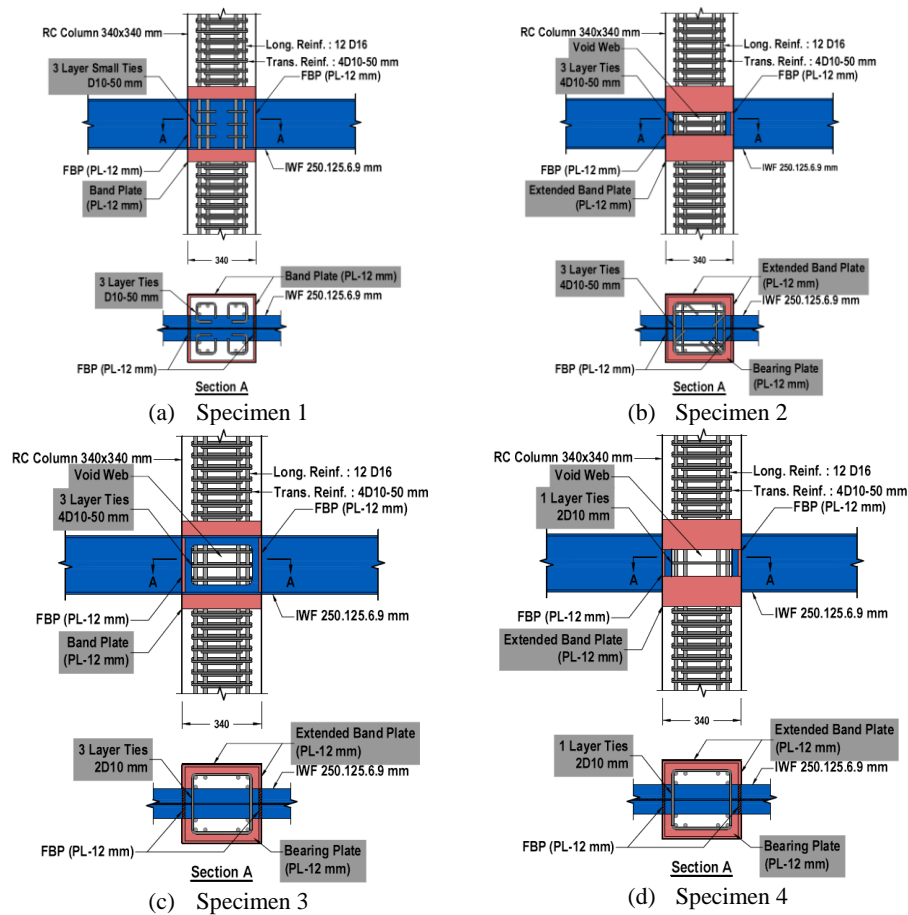 RC Column 340x340 mm
Long. Reinf. : 12 D16
Trans. Reinf. : 4D10-50 mm
3 Layer Small Ties
D10-50 mm
FBP (PL-12 mm)
A
A
FBP (PL-12 mm)
IWF 250.125.6.9 mm
Band Plate
(PL-12 mm)
340
3 Layer Ties
D10-50 mm
Band Plate (PL-12 mm)
IWF 250.125.6.9 mm
FBP (PL-12 mm)
Section A
(a) Specimen 1
RC Column 340x340 mm
Void Web
3 Layer Ties
4D10-50 mm
Long. Reinf. : 12 D16
Trans. Reinf. : 4D10-50 mm
FBP (PL-12 mm)
A
A
FBP (PL-12 mm)
IWF 250.125.6.9 mm
Extended Band Plate
(PL-12 mm)
340
3 Layer Ties
4D10-50 mm
Extended Band Plate
(PL-12 mm)
IWF 250.125.6.9 mm
FBP (PL-12 mm)
Bearing Plate
(PL-12 mm)
Section A
(b) Specimen 2
RC Column 340x340 mm
Void Web
3 Layer Ties
4D10-50 mm
Long. Reinf. : 12 D16
Trans. Reinf. : 4D10-50 mm
FBP (PL-12 mm)
A
A
FBP (PL-12 mm)
IWF 250.125.6.9 mm
Band Plate
(PL-12 mm)
340
3 Layer Ties
2D10 mm
Extended Band Plate
(PL-12 mm)
IWF 250.125.6.9 mm
FBP (PL-12 mm)
Bearing Plate
(PL-12 mm)
Section A
(c) Specimen 3
RC Column 340x340 mm
Void Web
1 Layer Ties
2D10 mm
Long. Reinf. : 12 D16
Trans. Reinf. : 4D10-50 mm
FBP (PL-12 mm)
A
A
FBP (PL-12 mm)
IWF 250.125.6.9 mm
Extended Band Plate
(PL-12 mm)
340
1 Layer Ties
2D10 mm
Extended Band Plate
(PL-12 mm)
IWF 250.125.6.9 mm
FBP (PL-12 mm)
Bearing Plate
(PL-12 mm)
Section A
(d) Specimen 4